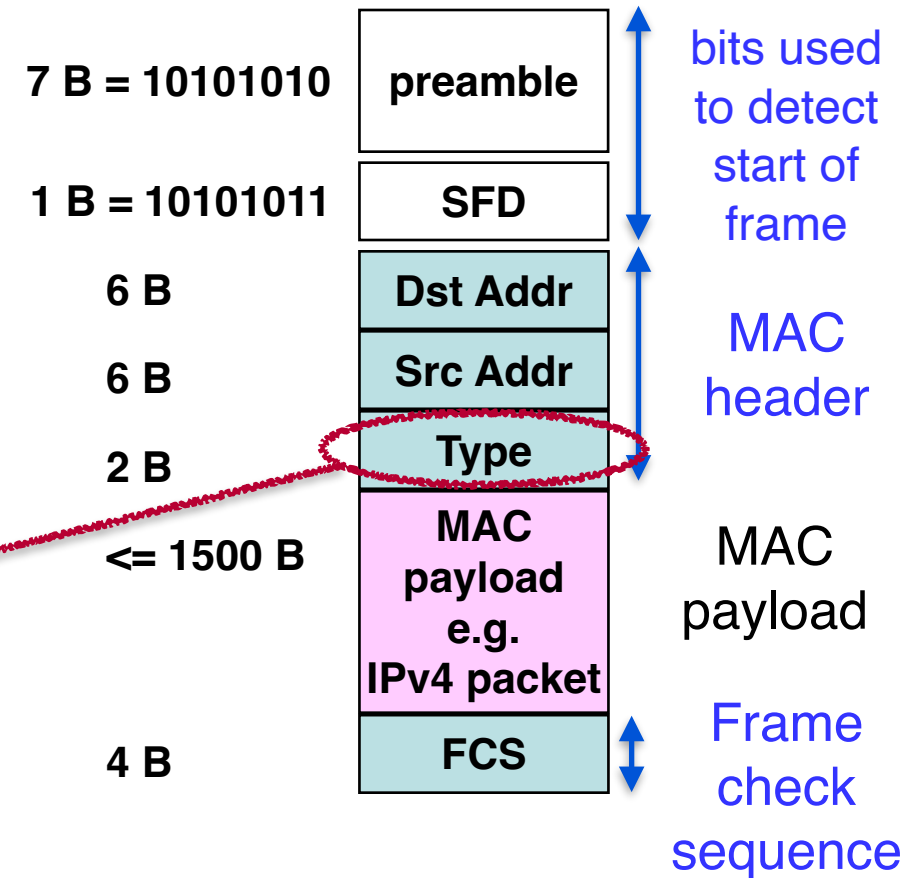 7 B = 10101010
preamble
bits used
to detect
start of
frame
1 B = 10101011
SFD
6 B
Dst Addr
MAC
header
6 B
Src Addr
2 B
Type
<= 1500 B
MAC
payload
e.g.
IPv4 packet
MAC
payload
4 B
FCS
Frame
check
sequence